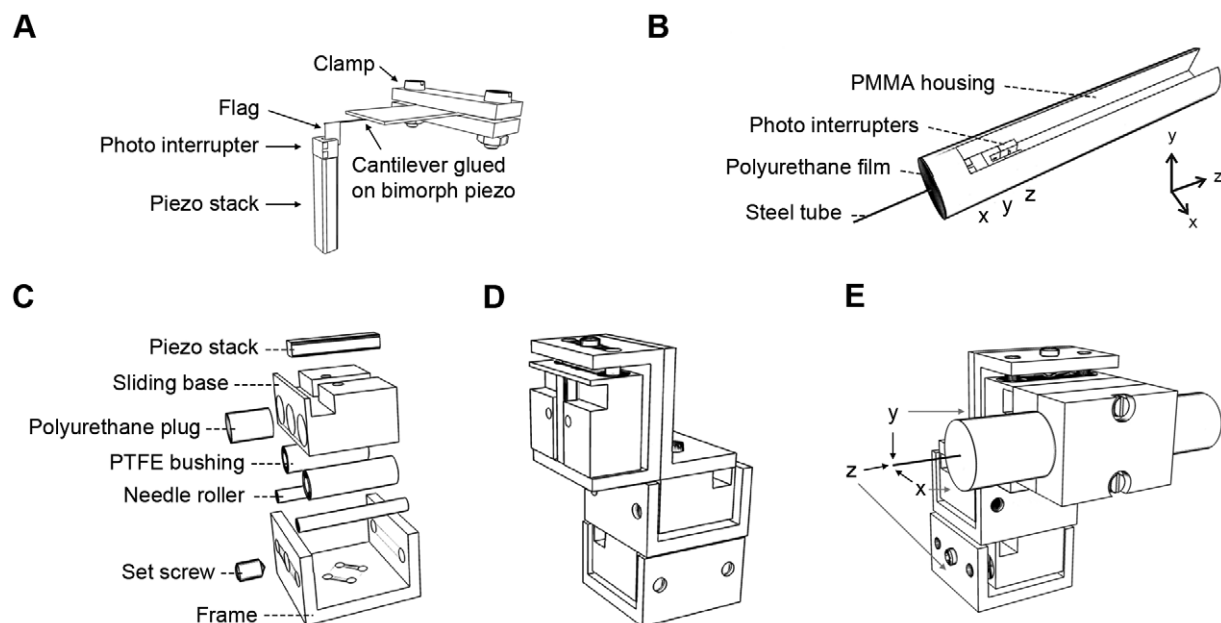 A
Clamp
Flag
Photo interrupter
Cantilever glued
on bimorph piezo
Piezo stack
B
PMMA housing
Photo interrupters
Polyurethane film
Steel tube
x y z
y
z
x
C
Piezo stack
Sliding base
Polyurethane plug
PTFE bushing
Needle roller
Set screw
Frame
D
E
y
z
x